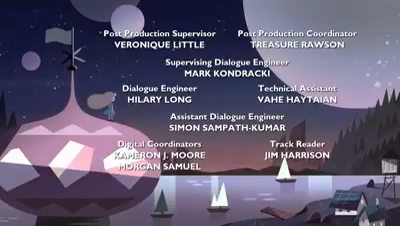 Post Production Supervisor Post Production Coordinator
VERONIQUE LITTLE TREASURE RAWSON
Supervising Dialogue Engineer
MARK KONDRACKI
Dialogue Engineer Technical Assistant
HILARY LONG VAHE HAYTAIAN
Assistant Dialogue Engineer
SIMON SAMPATH-KUMAR
Digital Coordinators Track Reader
KAMERON J. MOORE JIM HARRISON
MORGAN SAMUEL